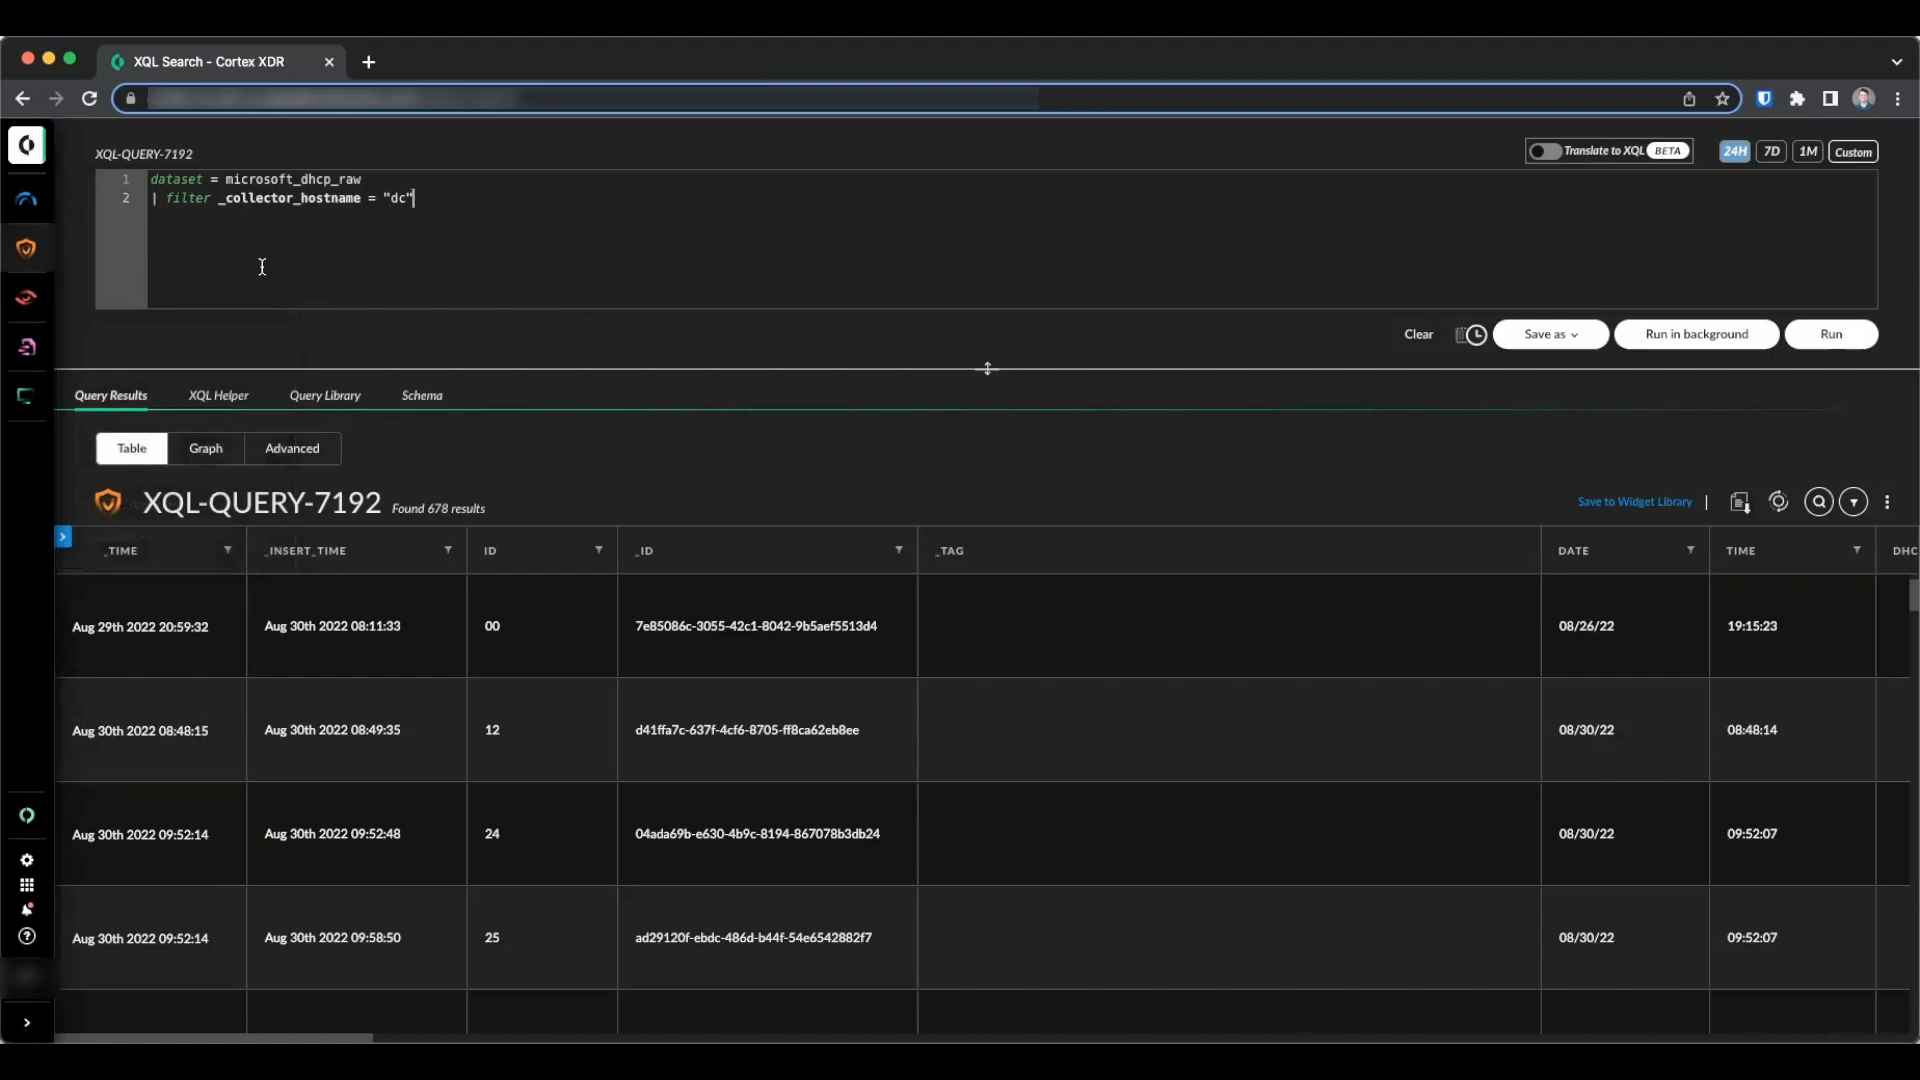 XQL Search - Cortex XDR
XQL-QUERY-7192
Translate to XQL BETA
24H 7D 1M Custom
1 dataset = microsoft_dhcp_raw
2 | filter _collector_hostname = "dc"
Clear Save as Run in background Run
Query Results XQL Helper Query Library Schema
Table Graph Advanced
XQL-QUERY-7192 Found 678 results
Save to Widget Library
_TIME _INSERT_TIME ID _ID _TAG DATE TIME DHC
Aug 29th 2022 20:59:32 Aug 30th 2022 08:11:33 00 7e85086c-3055-42c1-8042-9b5aef5513d4 08/26/22 19:15:23
Aug 30th 2022 08:48:15 Aug 30th 2022 08:49:35 12 d41ffa7c-637f-4cf6-8705-ff8ca62eb8ee 08/30/22 08:48:14
Aug 30th 2022 09:52:14 Aug 30th 2022 09:52:48 24 04ada69b-e630-4b9c-8194-867078b3db24 08/30/22 09:52:07
Aug 30th 2022 09:52:14 Aug 30th 2022 09:58:50 25 ad29120f-ebdc-486d-b44f-54e6542882f7 08/30/22 09:52:07